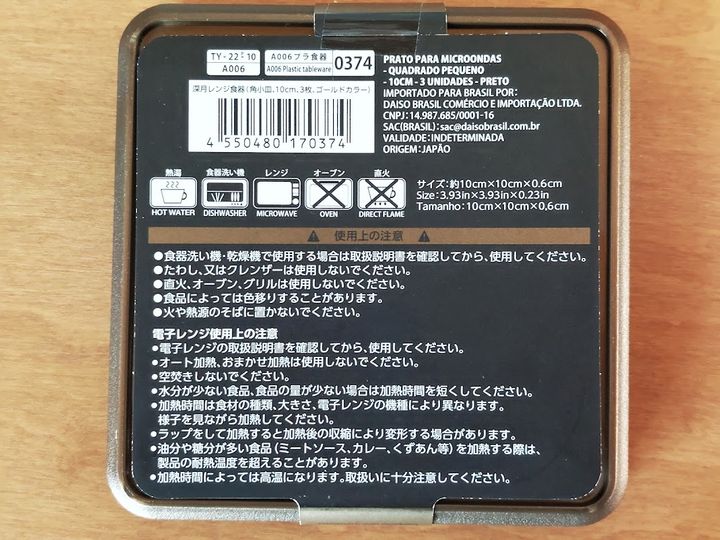 TY-22-10
A006
A006プラ食器
A006 Plastic tableware
0374
深月レンジ食器(角小皿、10cm、3枚、ゴールドカラー)
4 550480 170374
PRATO PARA MICROONDAS
- QUADRADO PEQUENO
- 10CM - 3 UNIDADES - PRETO
IMPORTADO PARA BRASIL POR:
DAISO BRASIL COMÉRCIO E IMPORTAÇÃO LTDA.
CNPJ: 14.987.685/0001-16
SAC(BRASIL): sac@daisobrasil.com.br
VALIDADE: INDETERMINADA
ORIGEM: JAPÃO
熱湯 食器洗い機 レンジ オーブン 直火
HOT WATER DISHWASHER MICROWAVE OVEN DIRECT FLAME
サイズ:約10cm×10cm×0.6cm
Size: 3.93in×3.93in×0.23in
Tamanho: 10cm×10cm×0,6cm
⚠ 使用上の注意 ⚠
●食器洗い機・乾燥機で使用する場合は取扱説明書を確認してから、使用してください。
●たわし、又はクレンザーは使用しないでください。
●直火、オーブン、グリルは使用しないでください。
●食品によっては色移りすることがあります。
●火や熱源のそばに置かないでください。
電子レンジ使用上の注意
•電子レンジの取扱説明書を確認してから、使用してください。
•オート加熱、おまかせ加熱は使用しないでください。
•空焚きしないでください。
•水分が少ない食品、食品の量が少ない場合は加熱時間を短くしてください。
•加熱時間は食材の種類、大きさ、電子レンジの機種により異なります。
様子を見ながら加熱してください。
•ラップをして加熱すると加熱後の収縮により変形する場合があります。
•油分や糖分が多い食品(ミートソース、カレー、くずあん等)を加熱する際は、
製品の耐熱温度を超えることがあります。
•加熱時間によっては高温になります。取扱いに十分注意してください。